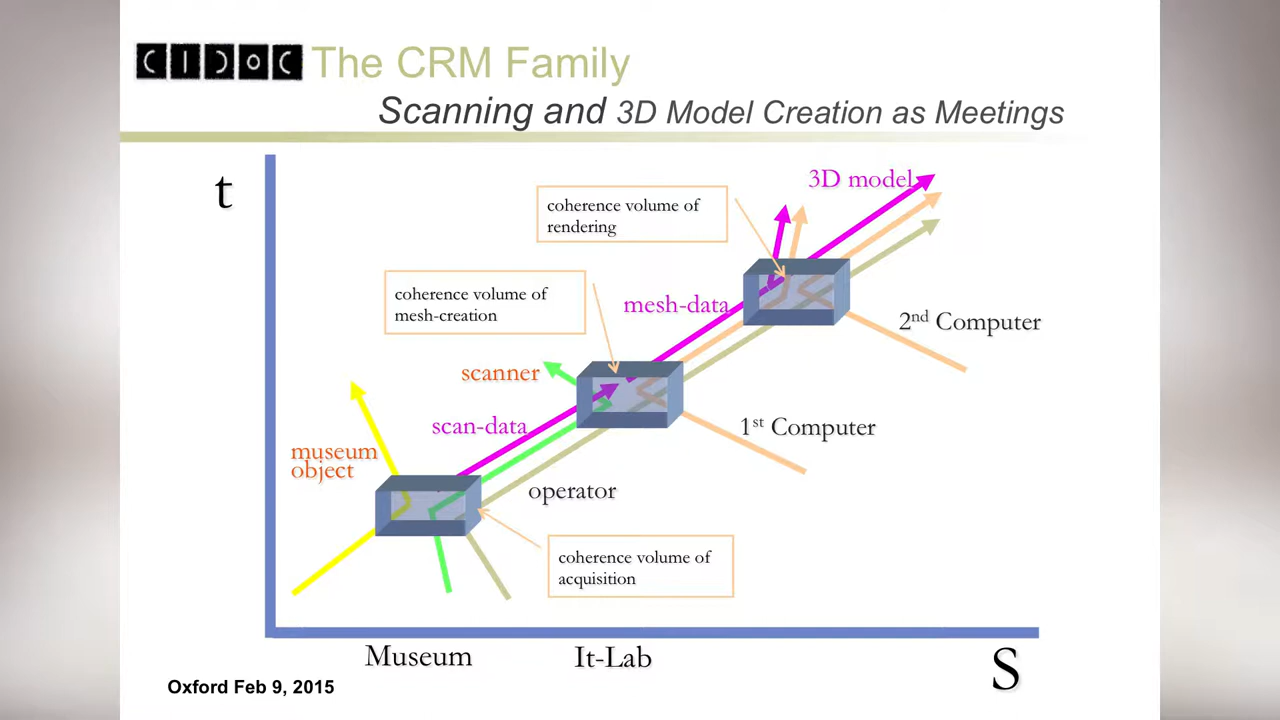 CIDOC The CRM Family
Scanning and 3D Model Creation as Meetings
t
3D model
coherence volume of
rendering
coherence volume of
mesh-creation
mesh-data
2nd Computer
scanner
scan-data
1st Computer
museum
object
operator
coherence volume of
acquisition
Museum
It-Lab
S
Oxford Feb 9, 2015